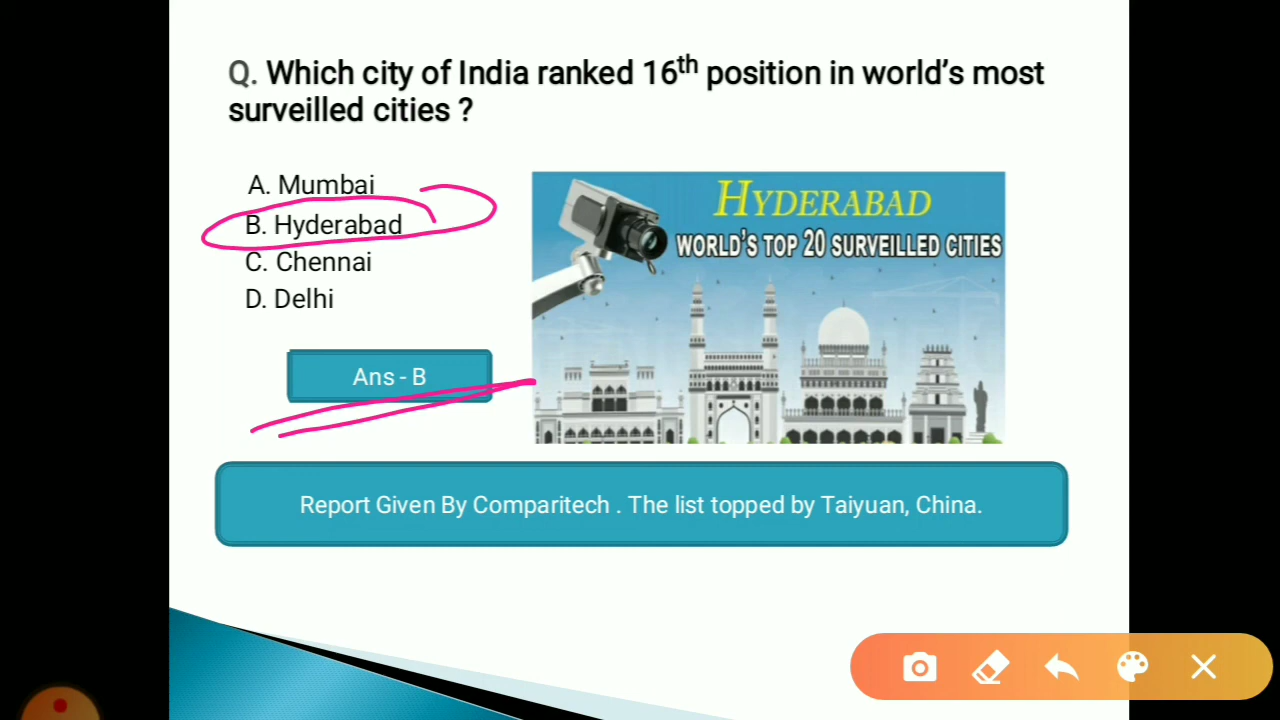 Q. Which city of India ranked 16th position in world’s most
surveilled cities ?
A. Mumbai
B. Hyderabad
C. Chennai
D. Delhi
HYDERABAD
WORLD'S TOP 20 SURVEILLED CITIES
Ans - B
Report Given By Comparitech . The list topped by Taiyuan, China.